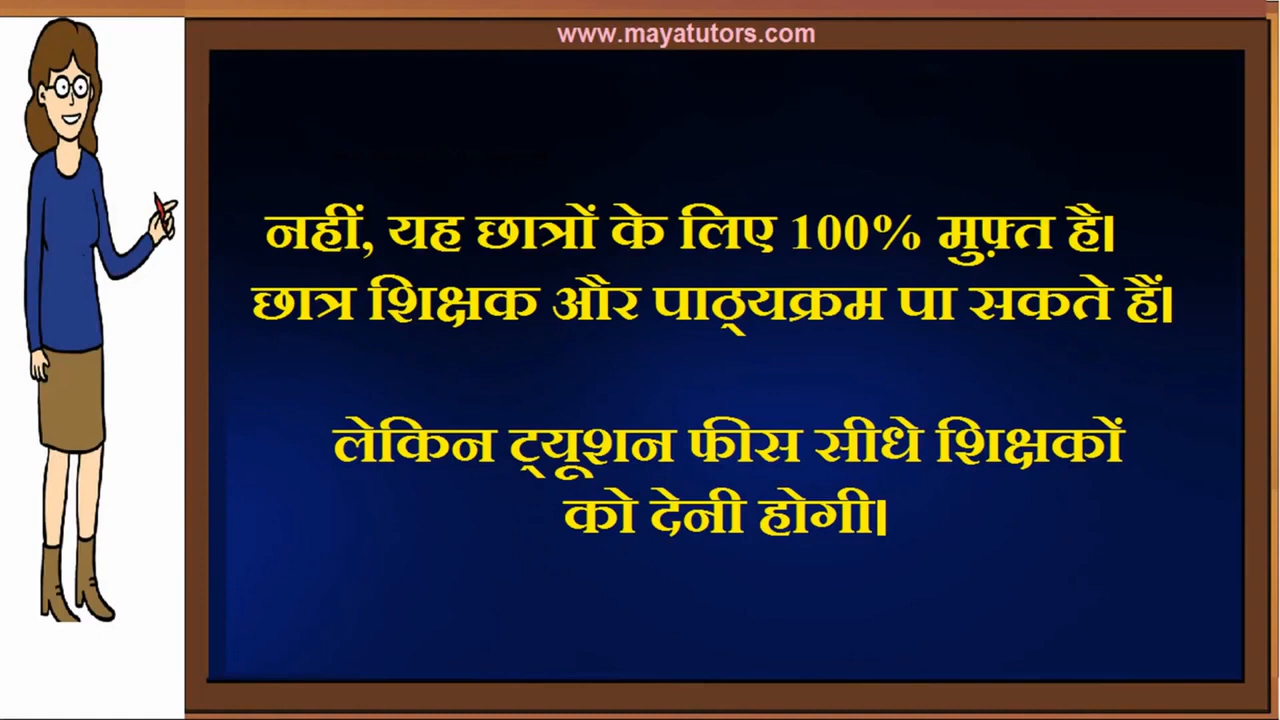 www.mayatutors.com
नहीं, यह छात्रों के लिए 100% मुफ़्त है।
छात्र शिक्षक और पाठ्यक्रम पा सकते हैं।
लेकिन ट्यूशन फीस सीधे शिक्षकों
को देनी होगी।